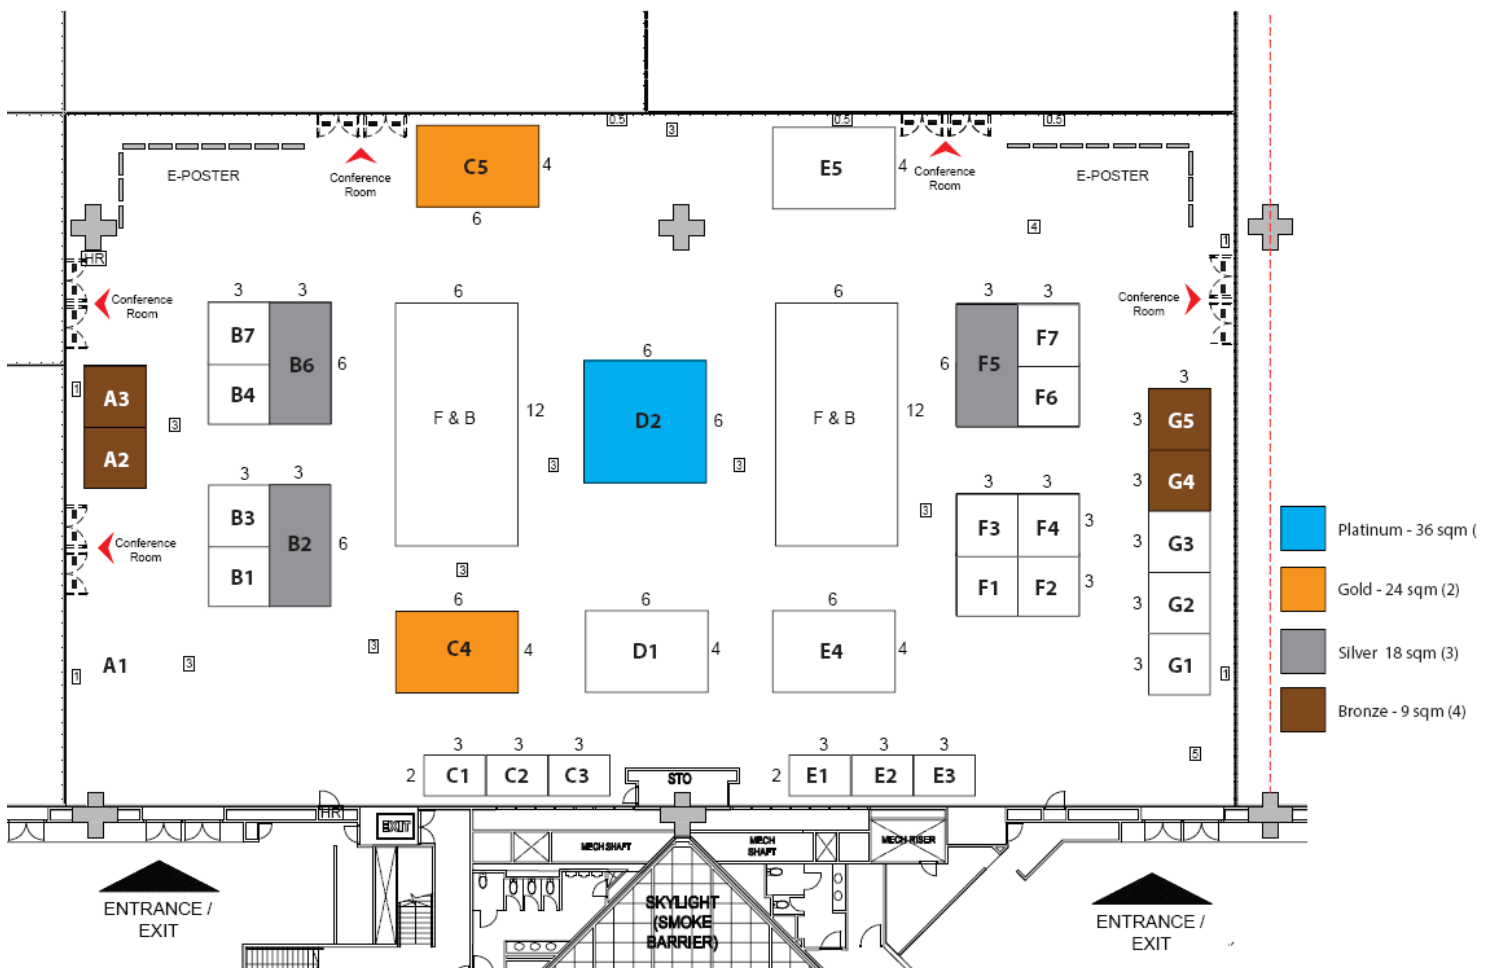 0.5
3
0.5
0.5
E-POSTER
Conference
Room
C5
4
6
E5
4
Conference
Room
E-POSTER
4
1
HR
Conference
Room
3
3
B7
B4
B6
6
6
F & B
12
6
D2
6
6
F & B
12
3
3
6
F5
F7
F6
Conference
Room
1
A3
A2
3
3
3
3
3
B3
B1
B2
6
3
3
F3
F4
3
F1
F2
3
3
3
G5
3
G4
3
G3
3
G2
3
G1
1
Platinum - 36 sqm (
Gold - 24 sqm (2)
Silver 18 sqm (3)
Bronze - 9 sqm (4)
Conference
Room
3
A1
1
3
3
6
C4
4
6
D1
4
6
E4
4
5
3
3
3
2
C1
C2
C3
STO
3
3
3
2
E1
E2
E3
HR
EXIT
MECH SHAFT
MECH
SHAFT
MECH RISER
ENTRANCE /
EXIT
SKYLIGHT
(SMOKE
BARRIER)
ENTRANCE /
EXIT